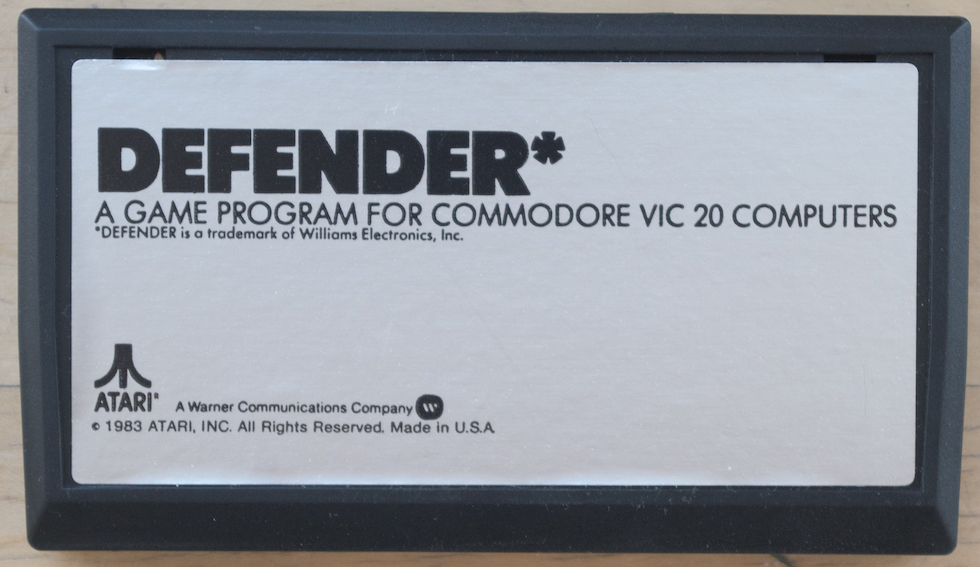 DEFENDER*
A GAME PROGRAM FOR COMMODORE VIC 20 COMPUTERS
*DEFENDER is a trademark of Williams Electronics, Inc.
ATARI® A Warner Communications Company
© 1983 ATARI, INC. All Rights Reserved. Made in U.S.A.